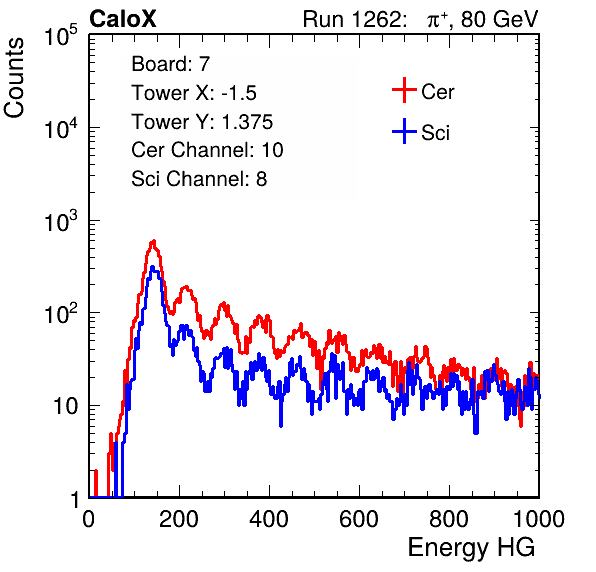 CaloX Run 1262: π⁺, 80 GeV
Counts
Board: 7
Tower X: -1.5
Tower Y: 1.375
Cer Channel: 10
Sci Channel: 8
Cer
Sci
10⁵
10⁴
10³
10²
10
1
0 200 400 600 800 1000
Energy HG